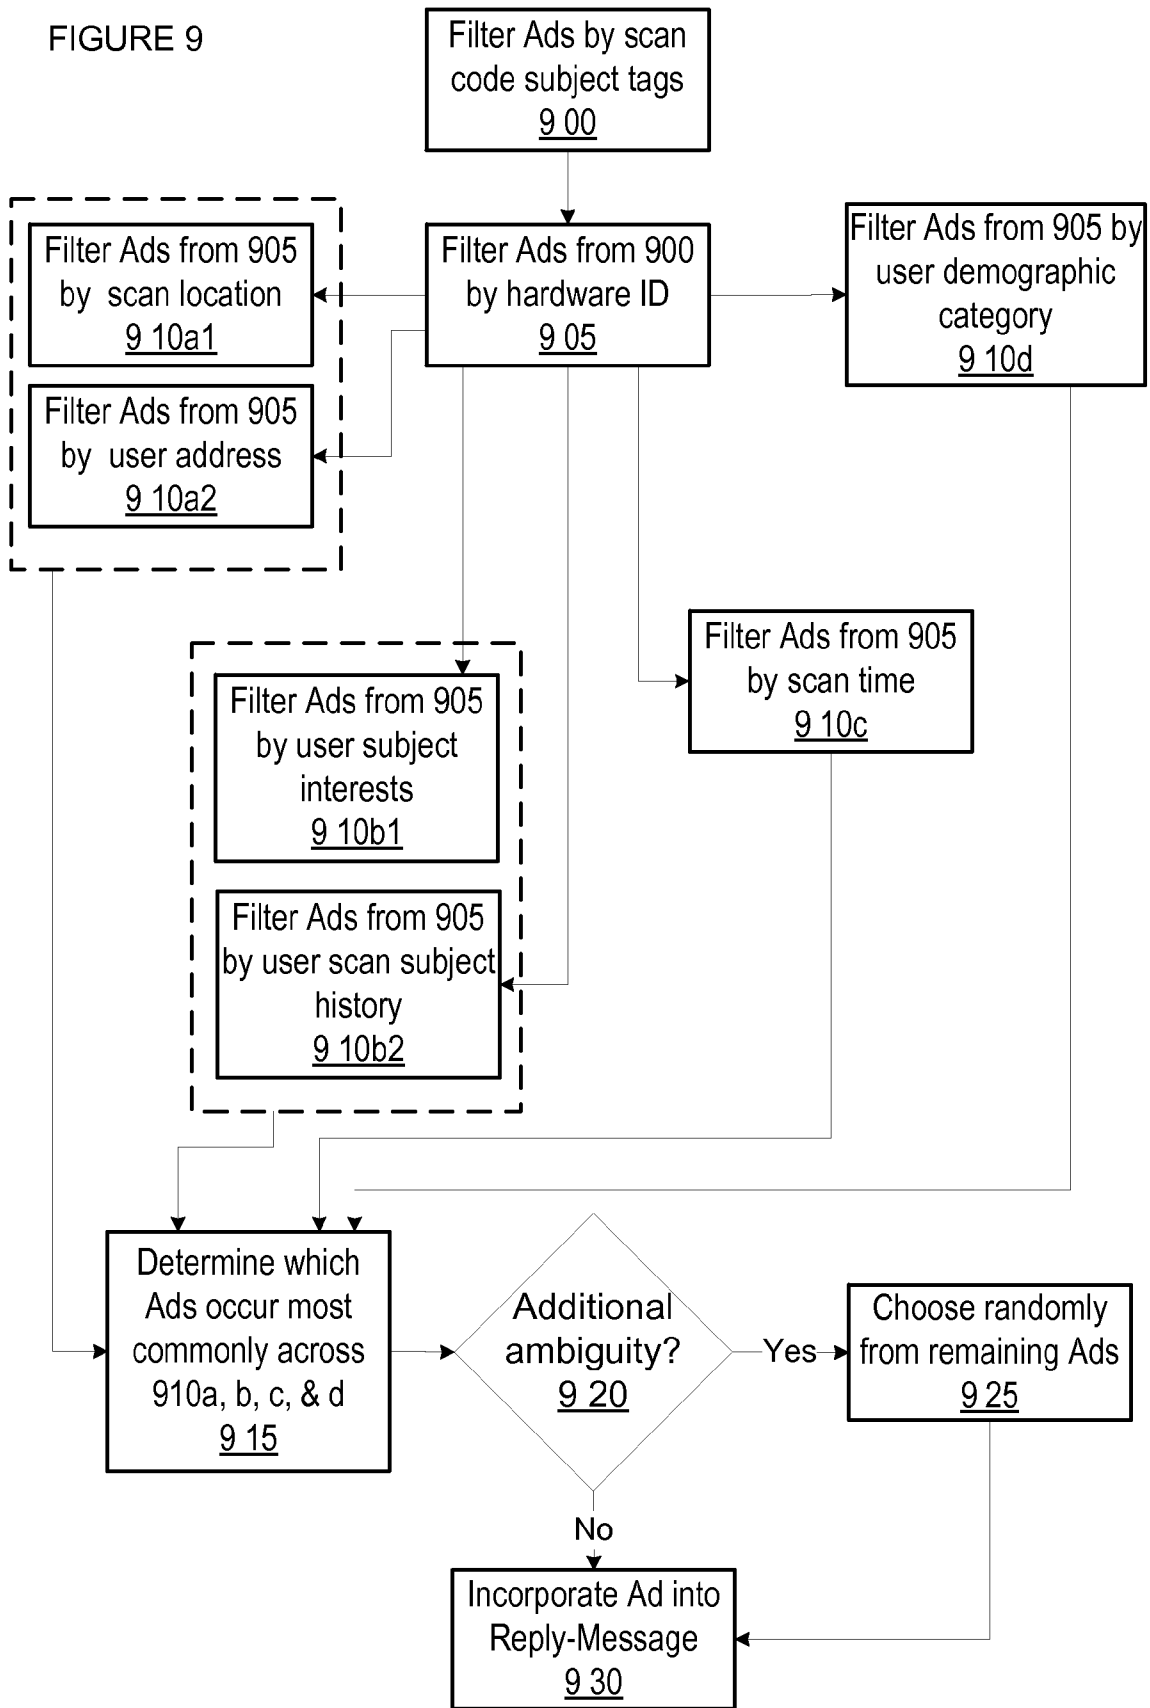 FIGURE 9
Filter Ads by scan
code subject tags
9 00
Filter Ads from 905
by scan location
9 10a1
Filter Ads from 900
by hardware ID
9 05
Filter Ads from 905 by
user demographic
category
9 10d
Filter Ads from 905
by user address
9 10a2
Filter Ads from 905
by scan time
9 10c
Filter Ads from 905
by user subject
interests
9 10b1
Filter Ads from 905
by user scan subject
history
9 10b2
Determine which
Ads occur most
commonly across
910a, b, c, & d
9 15
Additional
ambiguity?
9 20
Yes
Choose randomly
from remaining Ads
9 25
No
Incorporate Ad into
Reply-Message
9 30